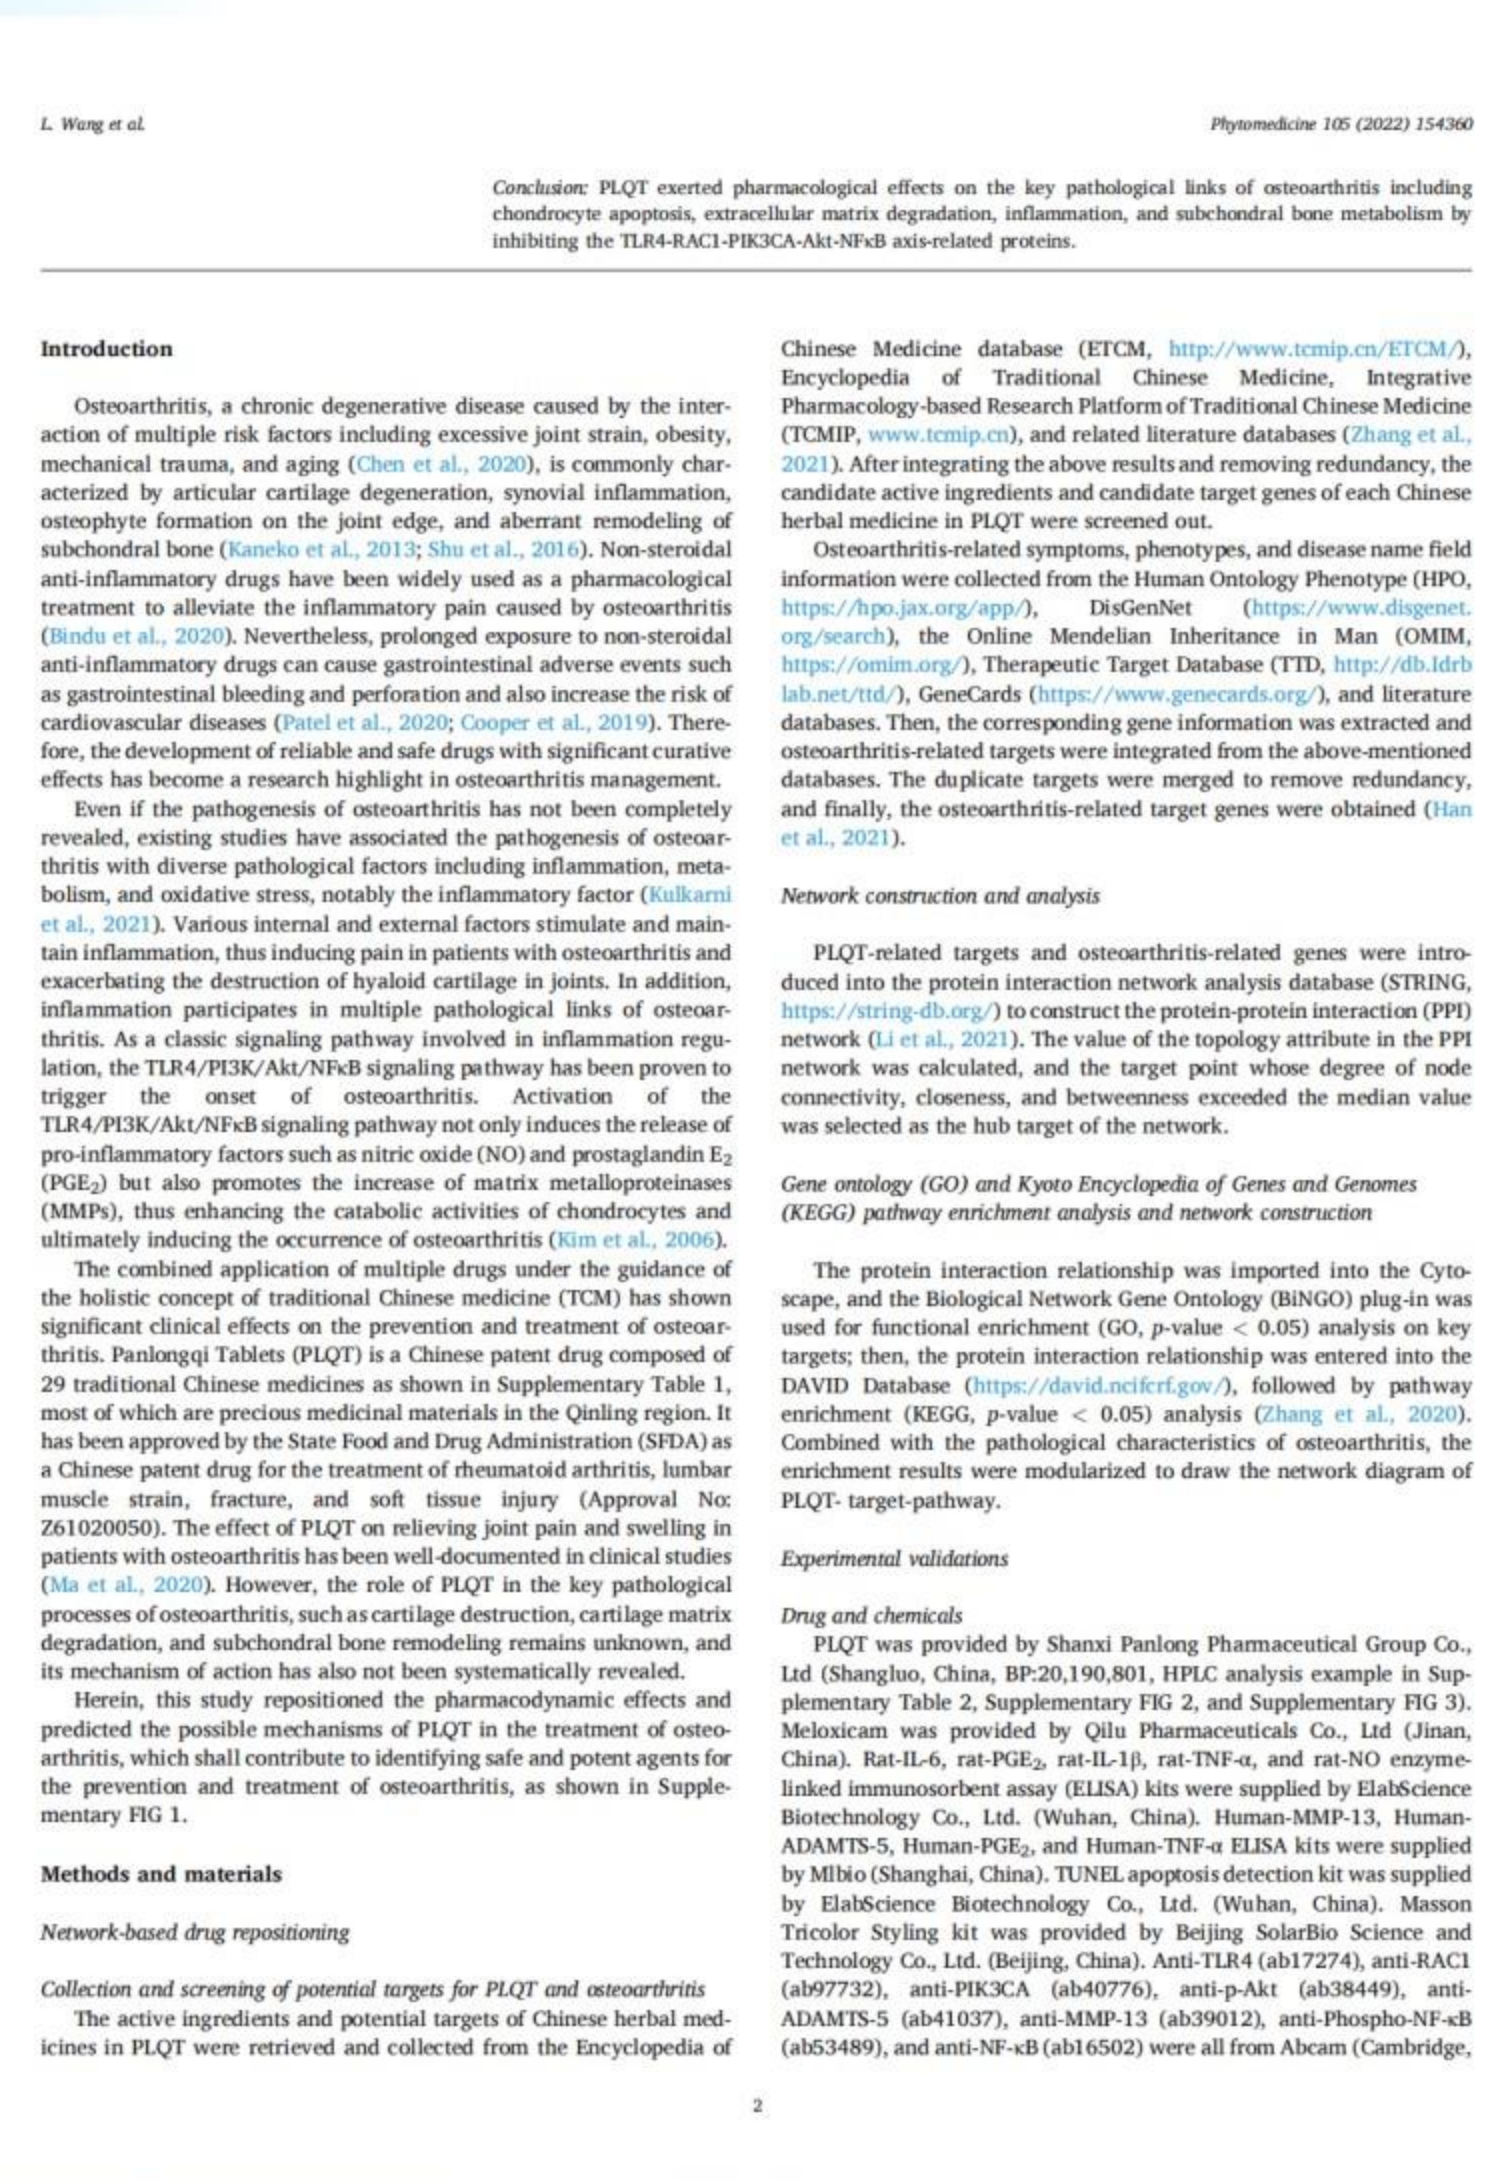 L. Wang et al.
Phytomedicine 105 (2022) 154360
Conclusion: PLQT exerted pharmacological effects on the key pathological links of osteoarthritis including
chondrocyte apoptosis, extracellular matrix degradation, inflammation, and subchondral bone metabolism by
inhibiting the TLR4-RAC1-PIK3CA-Akt-NFκB axis-related proteins.
Introduction
Osteoarthritis, a chronic degenerative disease caused by the inter-
action of multiple risk factors including excessive joint strain, obesity,
mechanical trauma, and aging (Chen et al., 2020), is commonly char-
acterized by articular cartilage degeneration, synovial inflammation,
osteophyte formation on the joint edge, and aberrant remodeling of
subchondral bone (Kaneko et al., 2013; Shu et al., 2016). Non-steroidal
anti-inflammatory drugs have been widely used as a pharmacological
treatment to alleviate the inflammatory pain caused by osteoarthritis
(Bindu et al., 2020). Nevertheless, prolonged exposure to non-steroidal
anti-inflammatory drugs can cause gastrointestinal adverse events such
as gastrointestinal bleeding and perforation and also increase the risk of
cardiovascular diseases (Patel et al., 2020; Cooper et al., 2019). There-
fore, the development of reliable and safe drugs with significant curative
effects has become a research highlight in osteoarthritis management.
Even if the pathogenesis of osteoarthritis has not been completely
revealed, existing studies have associated the pathogenesis of osteoar-
thritis with diverse pathological factors including inflammation, meta-
bolism, and oxidative stress, notably the inflammatory factor (Kulkarni
et al., 2021). Various internal and external factors stimulate and main-
tain inflammation, thus inducing pain in patients with osteoarthritis and
exacerbating the destruction of hyaloid cartilage in joints. In addition,
inflammation participates in multiple pathological links of osteoar-
thritis. As a classic signaling pathway involved in inflammation regu-
lation, the TLR4/PI3K/Akt/NFκB signaling pathway has been proven to
trigger the onset of osteoarthritis. Activation of the
TLR4/PI3K/Akt/NFκB signaling pathway not only induces the release of
pro-inflammatory factors such as nitric oxide (NO) and prostaglandin E₂
(PGE₂) but also promotes the increase of matrix metalloproteinases
(MMPs), thus enhancing the catabolic activities of chondrocytes and
ultimately inducing the occurrence of osteoarthritis (Kim et al., 2006).
The combined application of multiple drugs under the guidance of
the holistic concept of traditional Chinese medicine (TCM) has shown
significant clinical effects on the prevention and treatment of osteoar-
thritis. Panlongqi Tablets (PLQT) is a Chinese patent drug composed of
29 traditional Chinese medicines as shown in Supplementary Table 1,
most of which are precious medicinal materials in the Qinling region. It
has been approved by the State Food and Drug Administration (SFDA) as
a Chinese patent drug for the treatment of rheumatoid arthritis, lumbar
muscle strain, fracture, and soft tissue injury (Approval No:
Z61020050). The effect of PLQT on relieving joint pain and swelling in
patients with osteoarthritis has been well-documented in clinical studies
(Ma et al., 2020). However, the role of PLQT in the key pathological
processes of osteoarthritis, such as cartilage destruction, cartilage matrix
degradation, and subchondral bone remodeling remains unknown, and
its mechanism of action has also not been systematically revealed.
Herein, this study repositioned the pharmacodynamic effects and
predicted the possible mechanisms of PLQT in the treatment of osteo-
arthritis, which shall contribute to identifying safe and potent agents for
the prevention and treatment of osteoarthritis, as shown in Supple-
mentary FIG 1.
Methods and materials
Network-based drug repositioning
Collection and screening of potential targets for PLQT and osteoarthritis
The active ingredients and potential targets of Chinese herbal med-
icines in PLQT were retrieved and collected from the Encyclopedia of
Chinese Medicine database (ETCM, http://www.tcmip.cn/ETCM/),
Encyclopedia of Traditional Chinese Medicine, Integrative
Pharmacology-based Research Platform of Traditional Chinese Medicine
(TCMIP, www.tcmip.cn), and related literature databases (Zhang et al.,
2021). After integrating the above results and removing redundancy, the
candidate active ingredients and candidate target genes of each Chinese
herbal medicine in PLQT were screened out.
Osteoarthritis-related symptoms, phenotypes, and disease name field
information were collected from the Human Ontology Phenotype (HPO,
https://hpo.jax.org/app/), DisGenNet (https://www.disgenet.
org/search), the Online Mendelian Inheritance in Man (OMIM,
https://omim.org/), Therapeutic Target Database (TTD, http://db.Idrb
lab.net/ttd/), GeneCards (https://www.genecards.org/), and literature
databases. Then, the corresponding gene information was extracted and
osteoarthritis-related targets were integrated from the above-mentioned
databases. The duplicate targets were merged to remove redundancy,
and finally, the osteoarthritis-related target genes were obtained (Han
et al., 2021).
Network construction and analysis
PLQT-related targets and osteoarthritis-related genes were intro-
duced into the protein interaction network analysis database (STRING,
https://string-db.org/) to construct the protein-protein interaction (PPI)
network (Li et al., 2021). The value of the topology attribute in the PPI
network was calculated, and the target point whose degree of node
connectivity, closeness, and betweenness exceeded the median value
was selected as the hub target of the network.
Gene ontology (GO) and Kyoto Encyclopedia of Genes and Genomes
(KEGG) pathway enrichment analysis and network construction
The protein interaction relationship was imported into the Cyto-
scape, and the Biological Network Gene Ontology (BiNGO) plug-in was
used for functional enrichment (GO, p-value < 0.05) analysis on key
targets; then, the protein interaction relationship was entered into the
DAVID Database (https://david.ncifcrf.gov/), followed by pathway
enrichment (KEGG, p-value < 0.05) analysis (Zhang et al., 2020).
Combined with the pathological characteristics of osteoarthritis, the
enrichment results were modularized to draw the network diagram of
PLQT- target-pathway.
Experimental validations
Drug and chemicals
PLQT was provided by Shanxi Panlong Pharmaceutical Group Co.,
Ltd (Shangluo, China, BP:20,190,801, HPLC analysis example in Sup-
plementary Table 2, Supplementary FIG 2, and Supplementary FIG 3).
Meloxicam was provided by Qilu Pharmaceuticals Co., Ltd (Jinan,
China). Rat-IL-6, rat-PGE₂, rat-IL-1β, rat-TNF-α, and rat-NO enzyme-
linked immunosorbent assay (ELISA) kits were supplied by ElabScience
Biotechnology Co., Ltd. (Wuhan, China). Human-MMP-13, Human-
ADAMTS-5, Human-PGE₂, and Human-TNF-α ELISA kits were supplied
by Mlbio (Shanghai, China). TUNEL apoptosis detection kit was supplied
by ElabScience Biotechnology Co., Ltd. (Wuhan, China). Masson
Tricolor Styling kit was provided by Beijing SolarBio Science and
Technology Co., Ltd. (Beijing, China). Anti-TLR4 (ab17274), anti-RAC1
(ab97732), anti-PIK3CA (ab40776), anti-p-Akt (ab38449), anti-
ADAMTS-5 (ab41037), anti-MMP-13 (ab39012), anti-Phospho-NF-κB
(ab53489), and anti-NF-κB (ab16502) were all from Abcam (Cambridge,
2